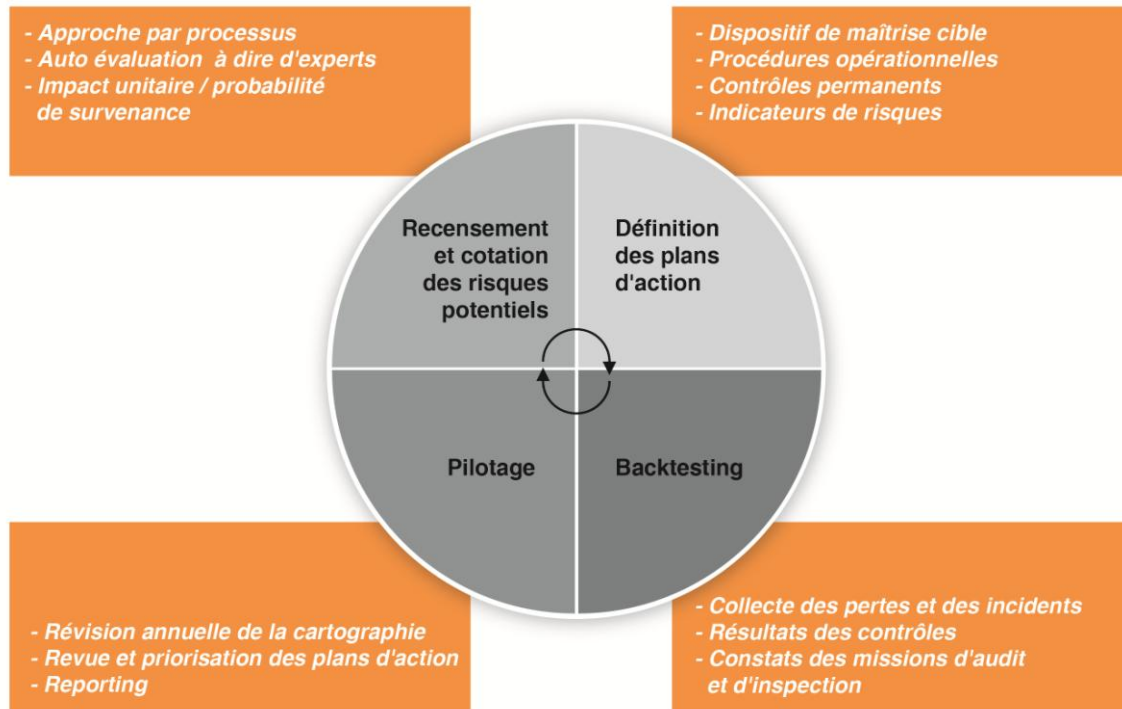 - Approche par processus
- Auto évaluation à dire d'experts
- Impact unitaire / probabilité
de survenance
- Dispositif de maîtrise cible
- Procédures opérationnelles
- Contrôles permanents
- Indicateurs de risques
Recensement
et cotation
des risques
potentiels
Définition
des plans
d'action
Pilotage
Backtesting
- Révision annuelle de la cartographie
- Revue et priorisation des plans d'action
- Reporting
- Collecte des pertes et des incidents
- Résultats des contrôles
- Constats des missions d'audit
et d'inspection